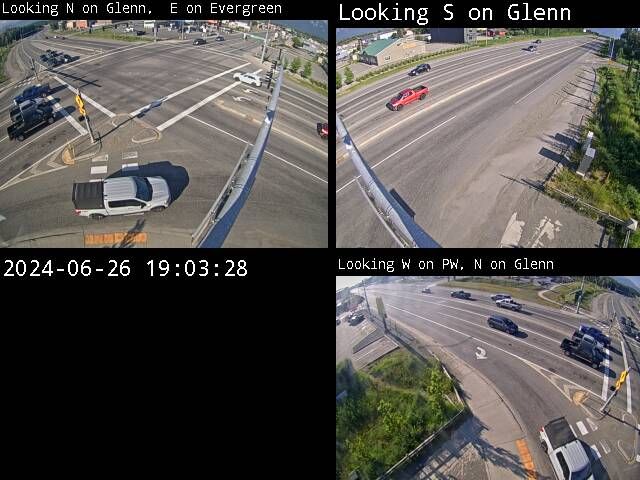 Looking N on Glenn,  E on Evergreen
Looking S on Glenn
2024-06-26 19:03:28
Looking W on PW, N on Glenn